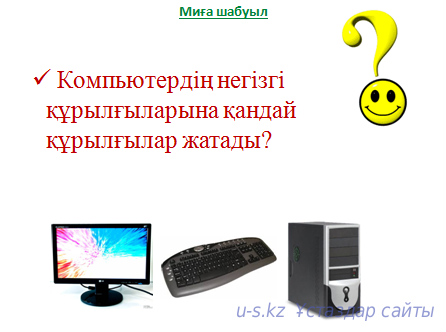 Миға шабуыл
✓ Компьютердің негізгі
құрылғыларына қандай
құрылғылар жатады?
u-s.kz Ұстаздар сайты